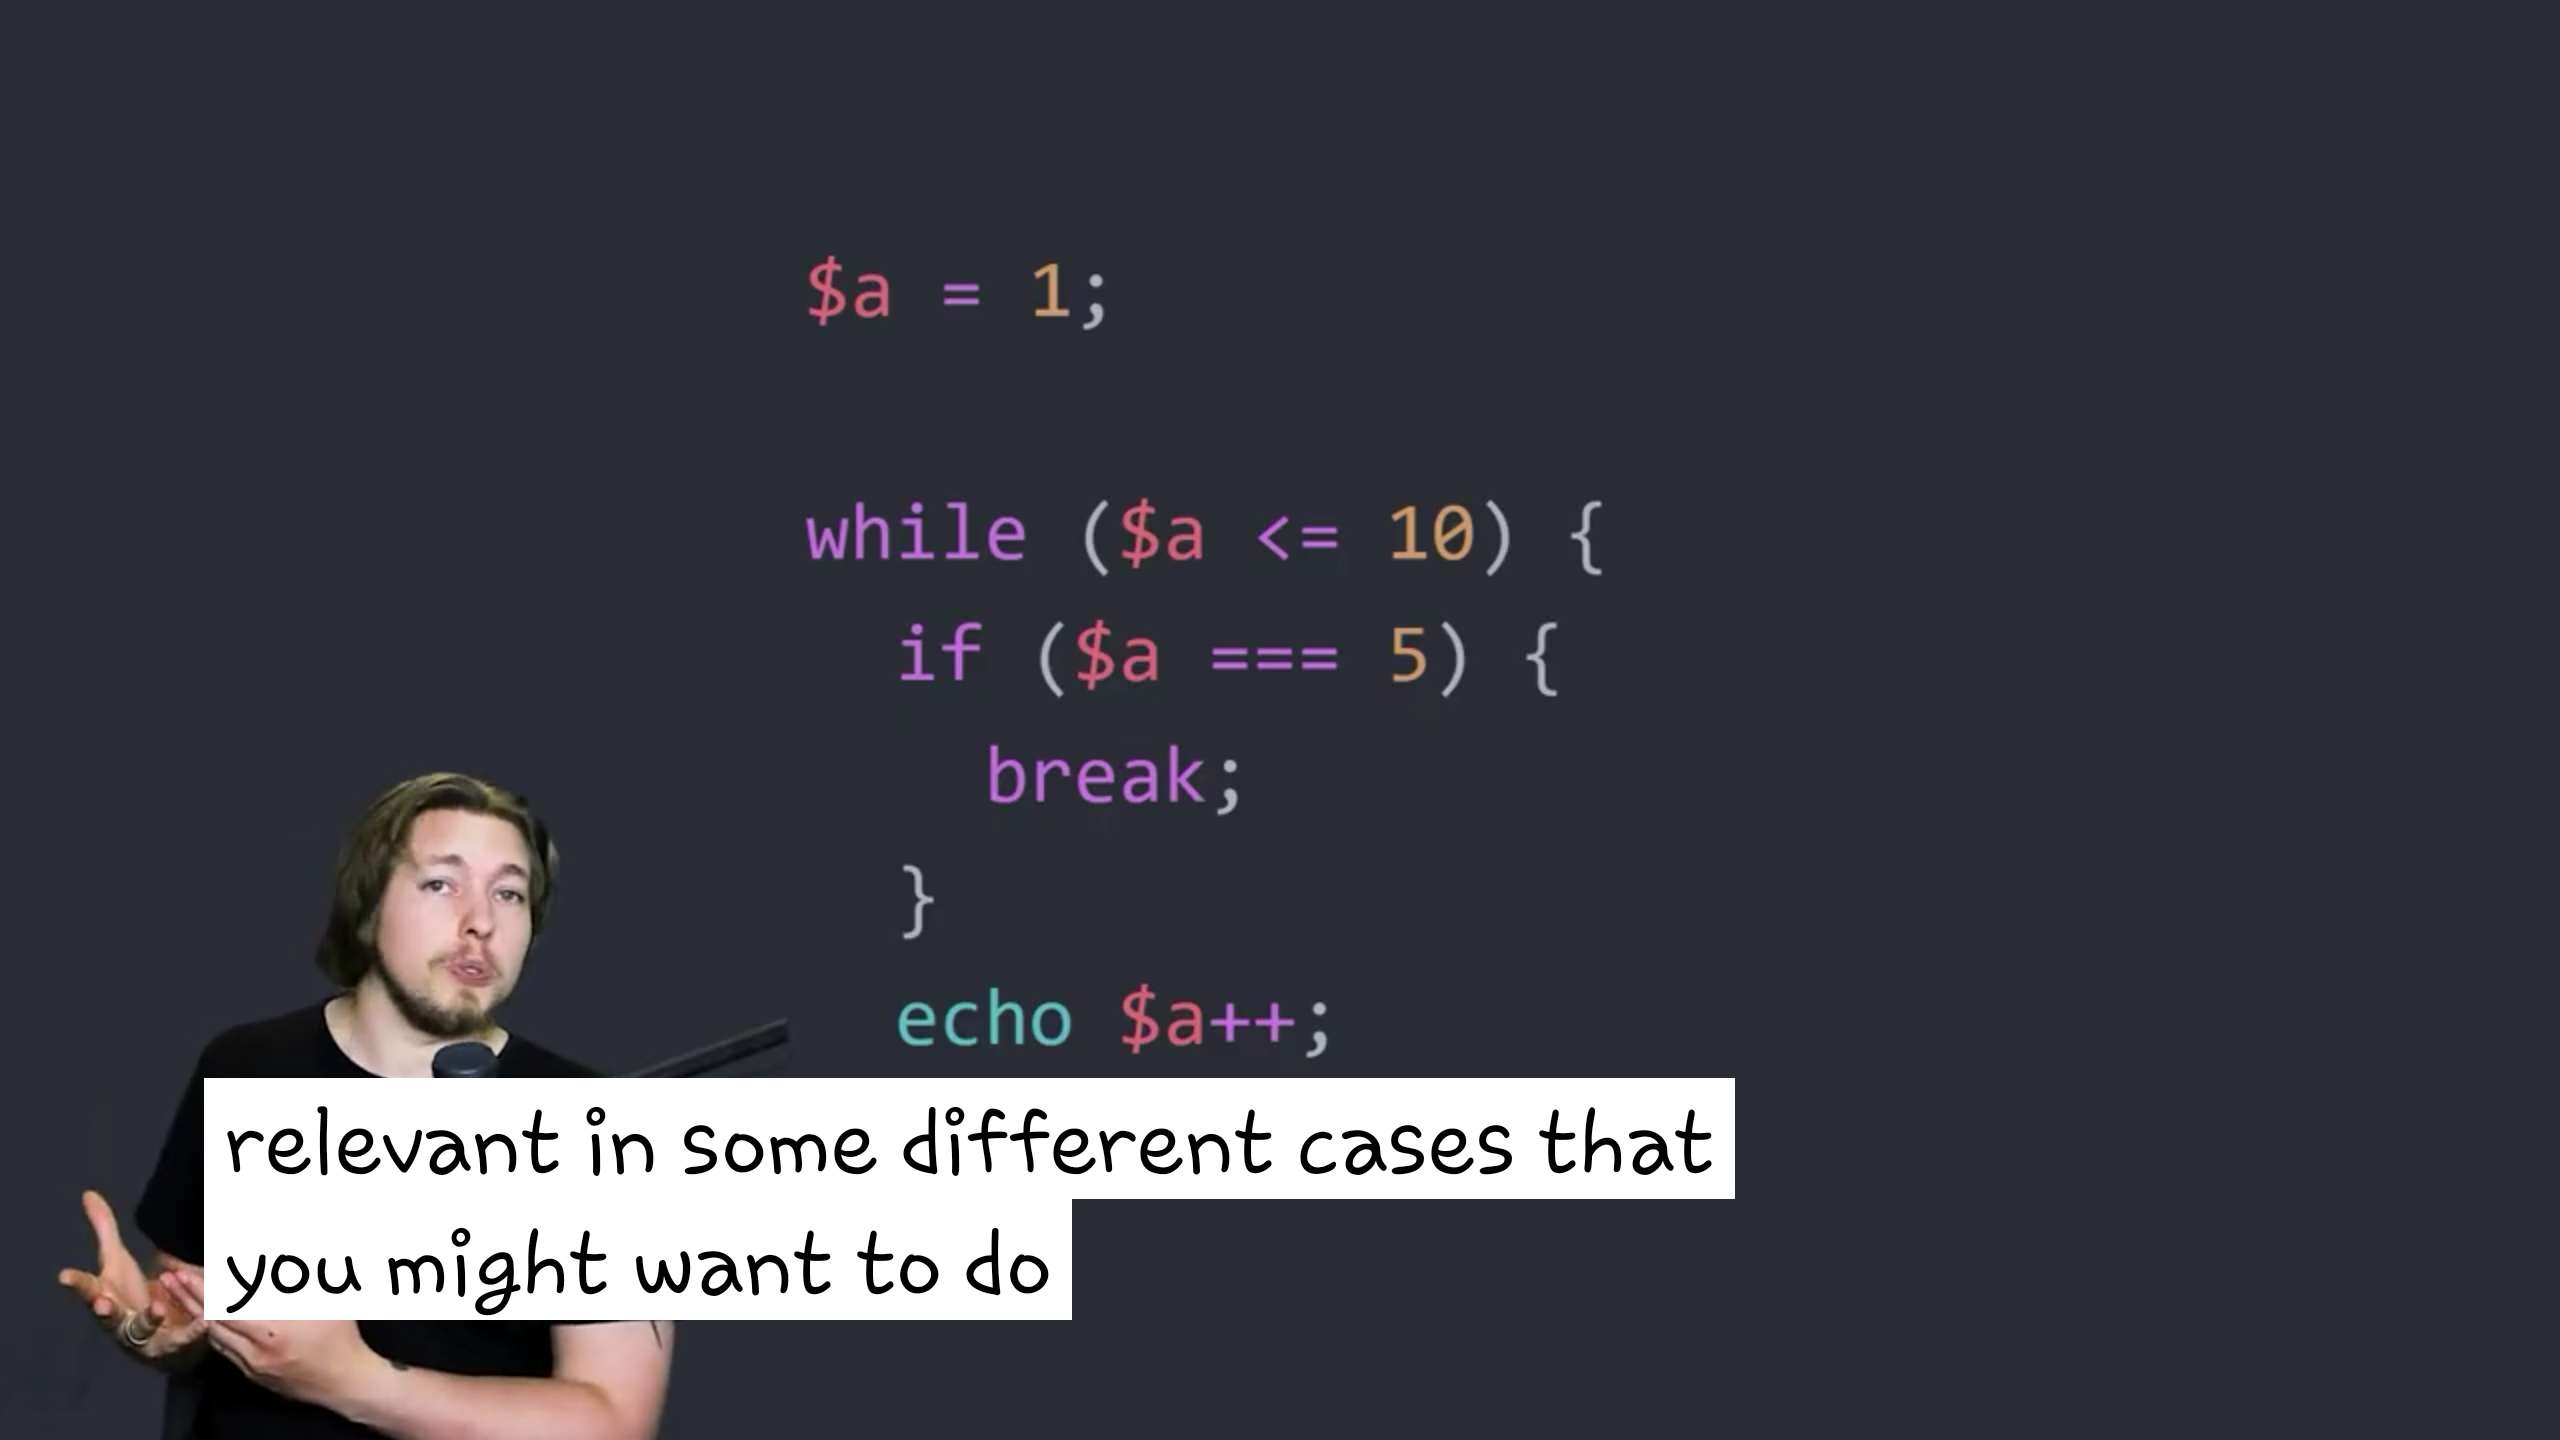 $a = 1;
while ($a <= 10) {
if ($a === 5) {
break;
}
echo $a++;
relevant in some different cases that
you might want to do